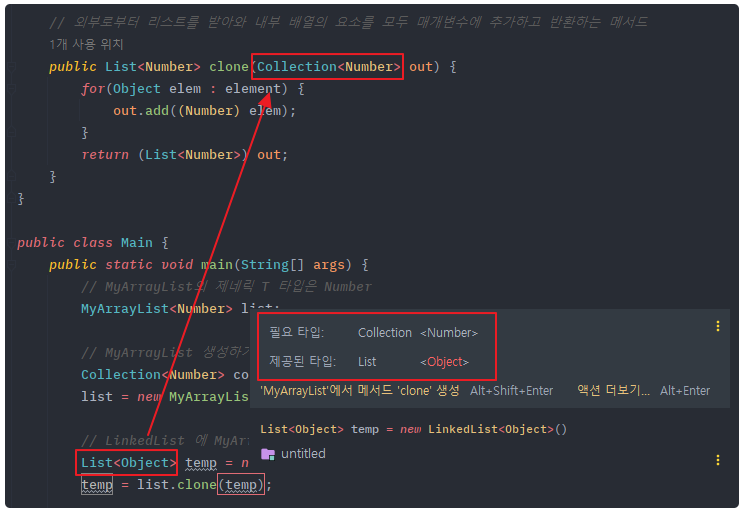 // 외부로부터 리스트를 받아와 내부 배열의 요소를 모두 매개변수에 추가하고 반환하는 메서드
1개 사용 위치
public List<Number> clone(Collection<Number> out) {
for(Object elem : element) {
out.add((Number) elem);
}
return (List<Number>) out;
}
}
public class Main {
public static void main(String[] args) {
// MyArrayList의 제네릭 T 타입은 Number
MyArrayList<Number> list;
// MyArrayList 생성하기
Collection<Number> co
list = new MyArrayLis
// LinkedList 에 MyAr
List<Object> temp = n
temp = list.clone(temp);
필요 타입: Collection <Number>
제공된 타입: List <Object>
'MyArrayList'에서 메서드 'clone' 생성 Alt+Shift+Enter 액션 더보기... Alt+Enter
List<Object> temp = new LinkedList<Object>()
untitled